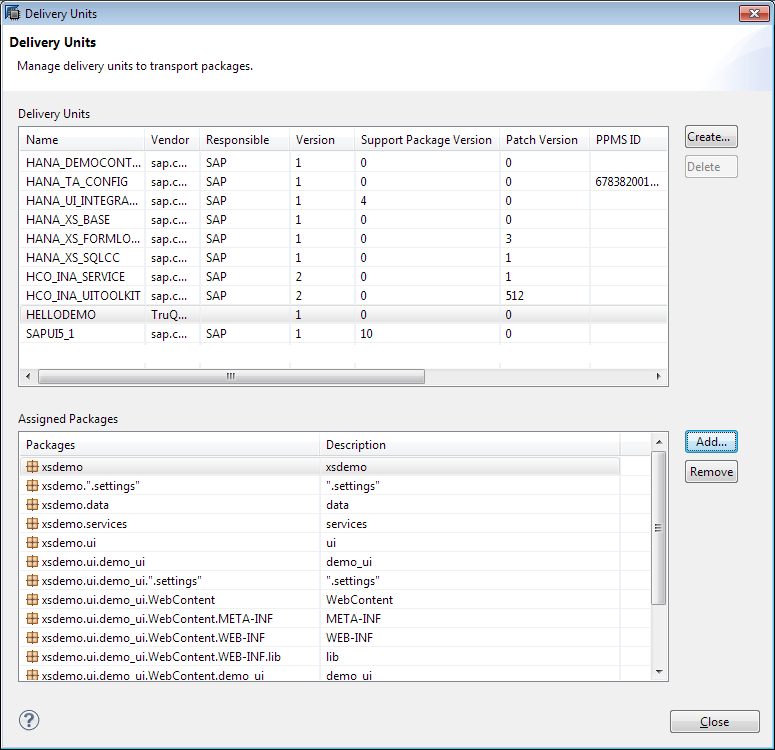 Delivery Units
Delivery Units
Manage delivery units to transport packages.
Delivery Units
Name Vendor Responsible Version Support Package Version Patch Version PPMS ID
HANA_DEMOCONT... sap.c... SAP 1 0 0
HANA_TA_CONFIG sap.c... SAP 1 0 0 678382001...
HANA_UI_INTEGRA... sap.c... SAP 1 4 0
HANA_XS_BASE sap.c... SAP 1 0 0
HANA_XS_FORMLO... sap.c... SAP 1 0 3
HANA_XS_SQLCC sap.c... SAP 1 0 1
HCO_INA_SERVICE sap.c... SAP 2 0 1
HCO_INA_UITOOLKIT sap.c... SAP 2 0 512
HELLODEMO TruQ... 1 0 0
SAPUI5_1 sap.c... SAP 1 10 0
Create...
Delete
Assigned Packages
Packages Description
xsdemo xsdemo
xsdemo.".settings" ".settings"
xsdemo.data data
xsdemo.services services
xsdemo.ui ui
xsdemo.ui.demo_ui demo_ui
xsdemo.ui.demo_ui.".settings" ".settings"
xsdemo.ui.demo_ui.WebContent WebContent
xsdemo.ui.demo_ui.WebContent.META-INF META-INF
xsdemo.ui.demo_ui.WebContent.WEB-INF WEB-INF
xsdemo.ui.demo_ui.WebContent.WEB-INF.lib lib
xsdemo.ui.demo_ui.WebContent.demo_ui demo_ui
Add...
Remove
?
Close